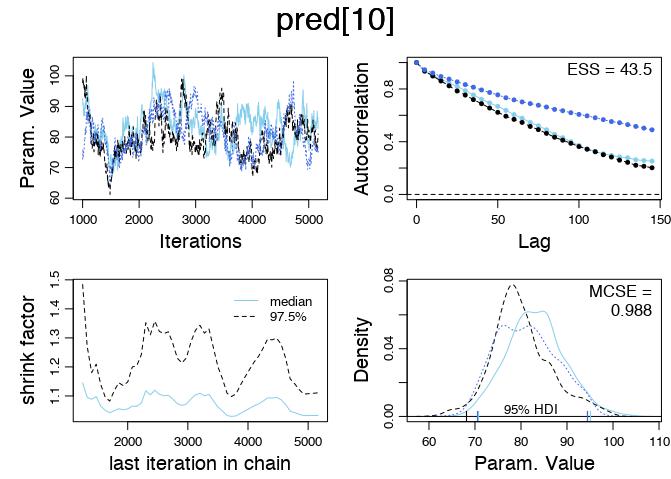 pred[10]
Param. Value
60 70 80 90 100
1000 2000 3000 4000 5000
Iterations
Autocorrelation
0.0 0.4 0.8
ESS = 43.5
0 50 100 150
Lag
shrink factor
1.1 1.2 1.3 1.4 1.5
median
97.5%
2000 3000 4000 5000
last iteration in chain
Density
0.00 0.04 0.08
MCSE =
0.988
95% HDI
60 70 80 90 100 110
Param. Value